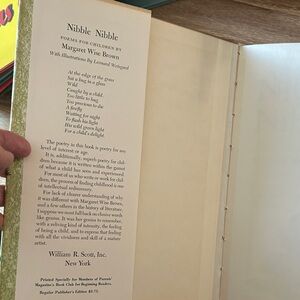 Nibble Nibble
POEMS FOR CHILDREN BY
Margaret Wise Brown
With Illustrations By Leonard Weisgard
At the edge of the grass
Sat a bug in a glass
Wild
Caught by a child
Too little to hug
Too precious to die
A firefly
Waiting for night
To flash his light
His wild green light
For a child's delight.
The poetry in this book is poetry for any
level of interest or age.
It is, additionally, superb poetry for chil-
dren because it is written within the game
of what a child has seen and experienced.
For most of us who write or work for chil-
dren, the process of finding childhood is one
of intellectual rediscovery.
For lack of clearer understanding of why
it was different with Margaret Wise Brown,
and a few others in the history of literature
I suppose we must fall back on elusive words
like genius. It was her genius to remember,
with a reliving kind of intensity, the feeling
of being a child, and to express that feeling
with all the vividness and skill of a mature
artist.
William R. Scott, Inc.
New York
Printed Specially for Members of Parents'
Magazine's Book Club for Beginning Readers.
Regular Publisher's Edition $3.75.